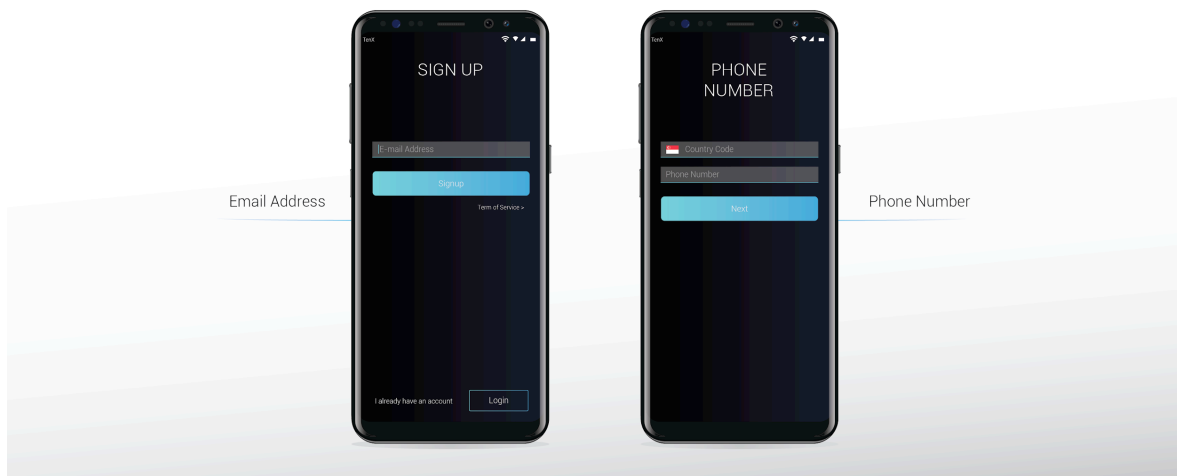 Email Address
TenX
SIGN UP
E-mail Address
Signup
Term of Service >
I already have an account
Login
TenX
PHONE
NUMBER
Country Code
Phone Number
Next
Phone Number